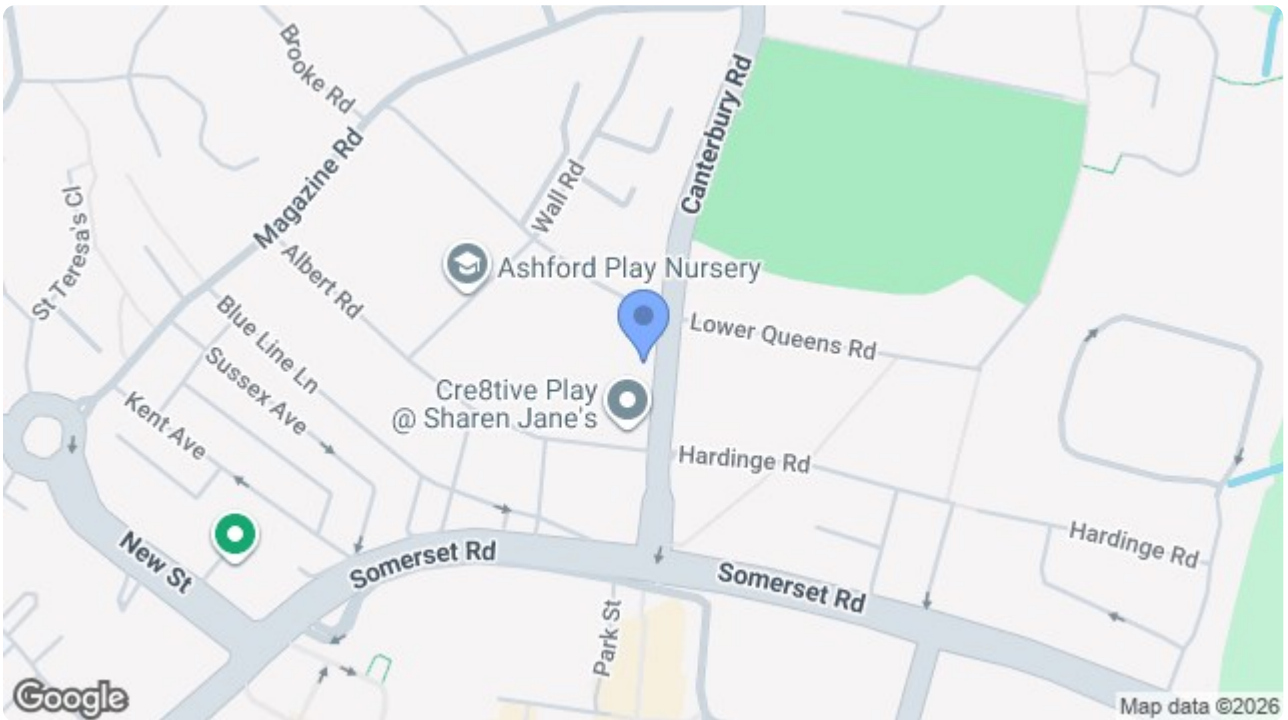 Brooke Rd
Canterbury Rd
Magazine Rd
Wall Rd
St Teresa's Cl
Albert Rd
Ashford Play Nursery
Blue Line Ln
Lower Queens Rd
Sussex Ave
Cre8tive Play
@ Sharen Jane's
Kent Ave
Hardinge Rd
Hardinge Rd
New St
Somerset Rd
Somerset Rd
Park St
Google
Map data ©2026